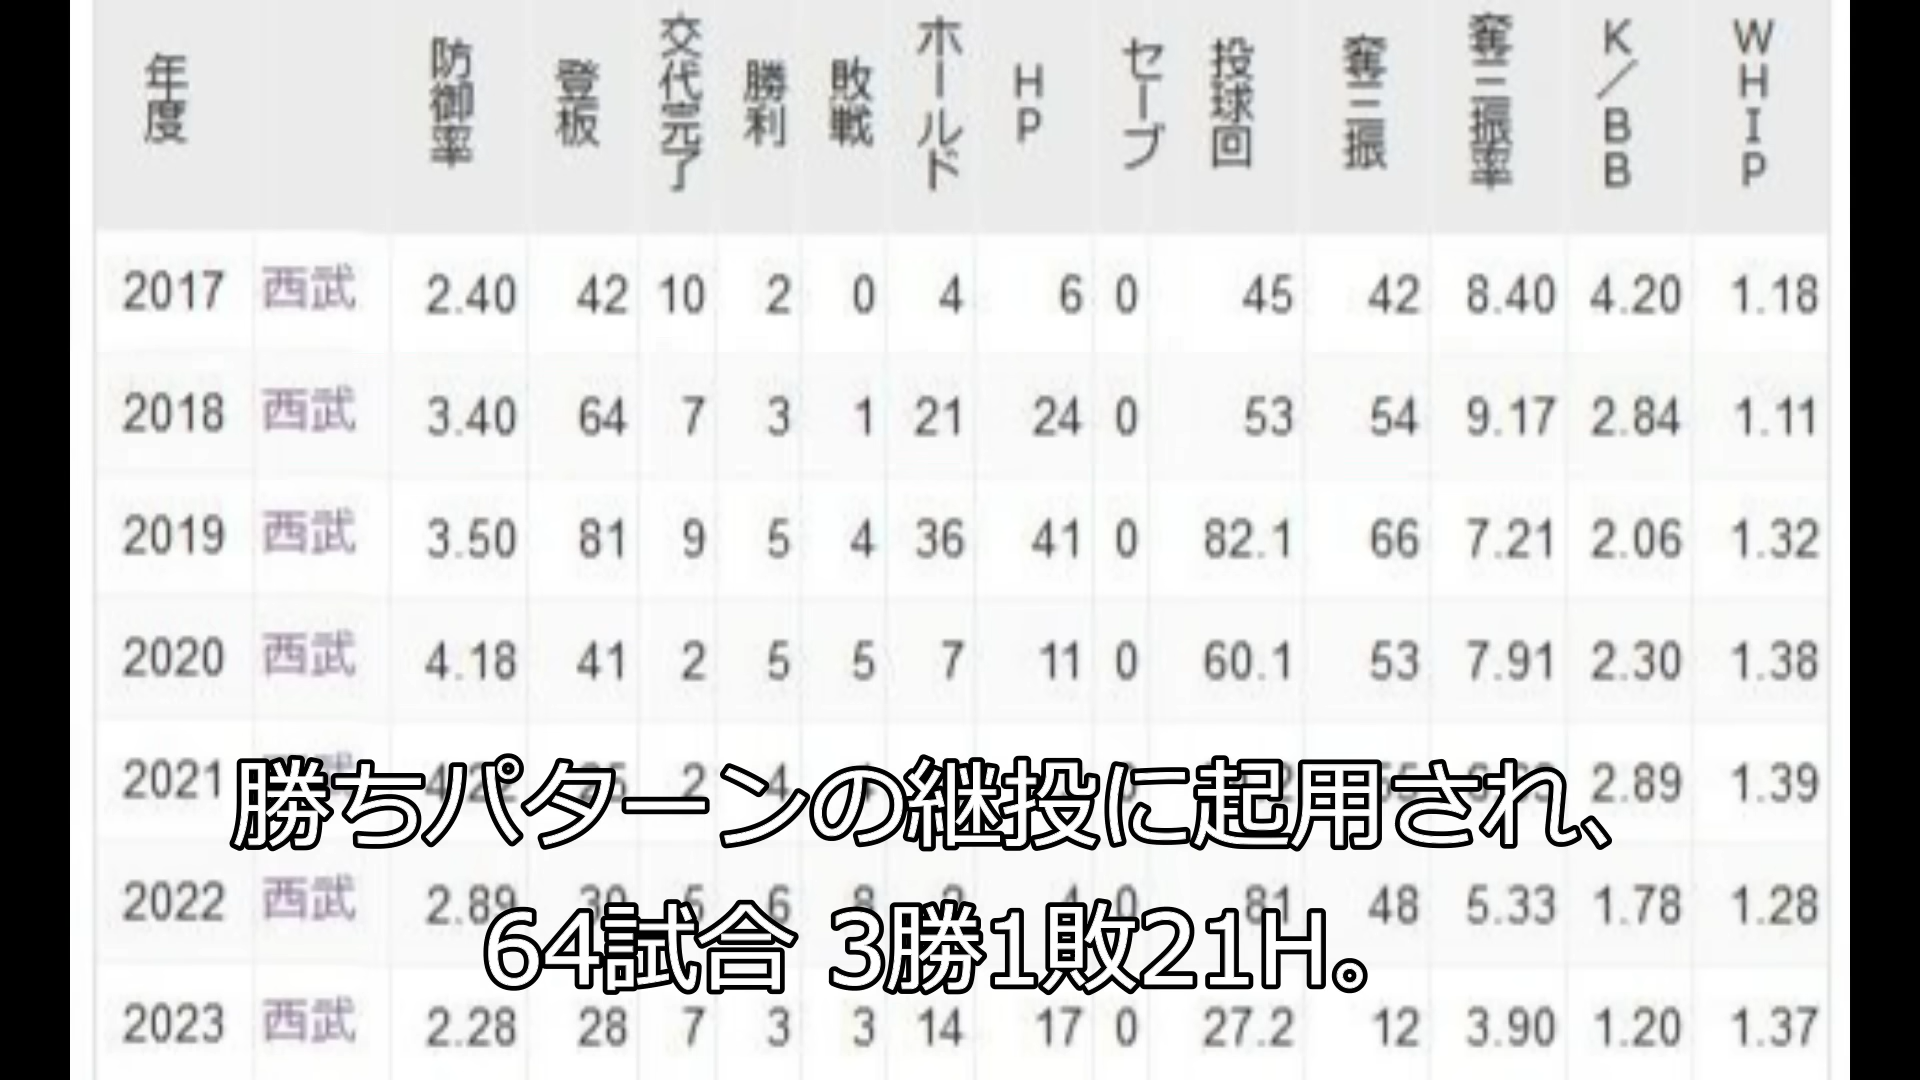 年度 防御率 登板 交代完了 勝利 敗戦 ホールド HP セーブ 投球回 奪三振 奪三振率 K/BB WHIP
2017 西武 2.40 42 10 2 0 4 6 0 45 42 8.40 4.20 1.18
2018 西武 3.40 64 7 3 1 21 24 0 53 54 9.17 2.84 1.11
2019 西武 3.50 81 9 5 4 36 41 0 82.1 66 7.21 2.06 1.32
2020 西武 4.18 41 2 5 5 7 11 0 60.1 53 7.91 2.30 1.38
2021 2 4 2.89 1.39
勝ちパターンの継投に起用され、
2022 西武 2.89 6 81 48 5.33 1.78 1.28
64試合 3勝1敗21H。
2023 西武 2.28 28 7 3 3 14 17 0 27.2 12 3.90 1.20 1.37